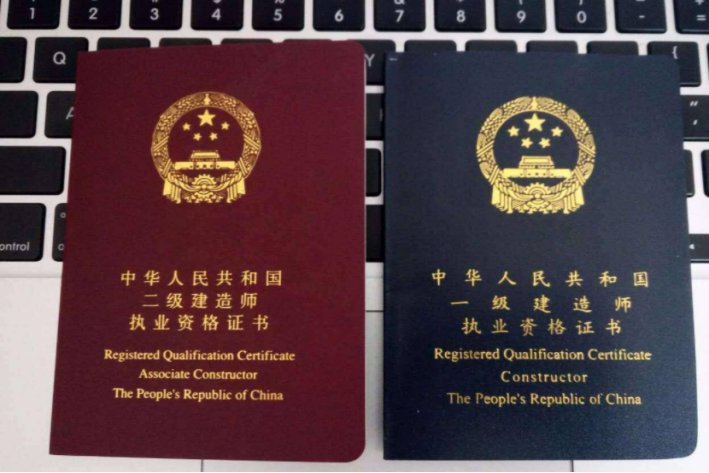 中华人民共和国
二级建造师
执业资格证书
Registered Qualification Certificate
Associate Constructor
The People's Republic of China
中华人民共和国
一级建造师
执业资格证书
Registered Qualification Certificate
Constructor
The People's Republic of China
control